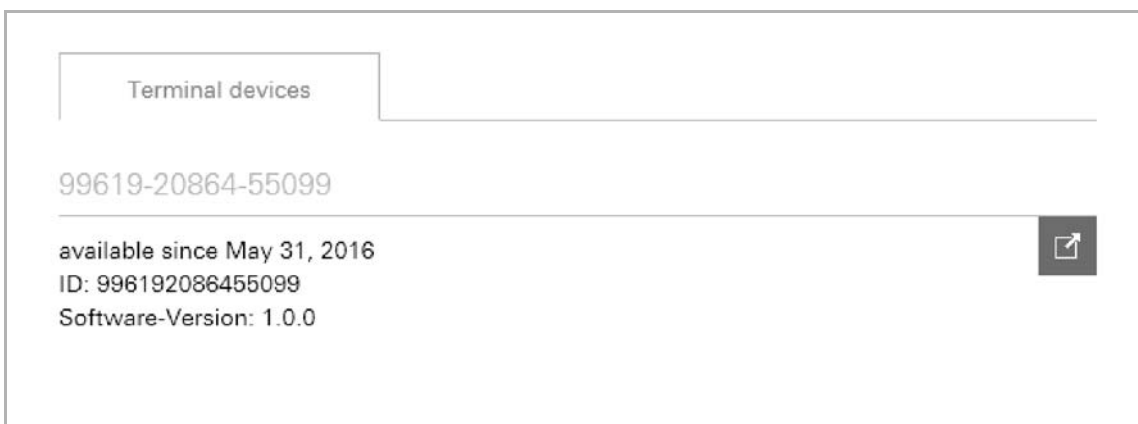 Terminal devices
99619-20864-55099
available since May 31, 2016
ID: 996192086455099
Software-Version: 1.0.0